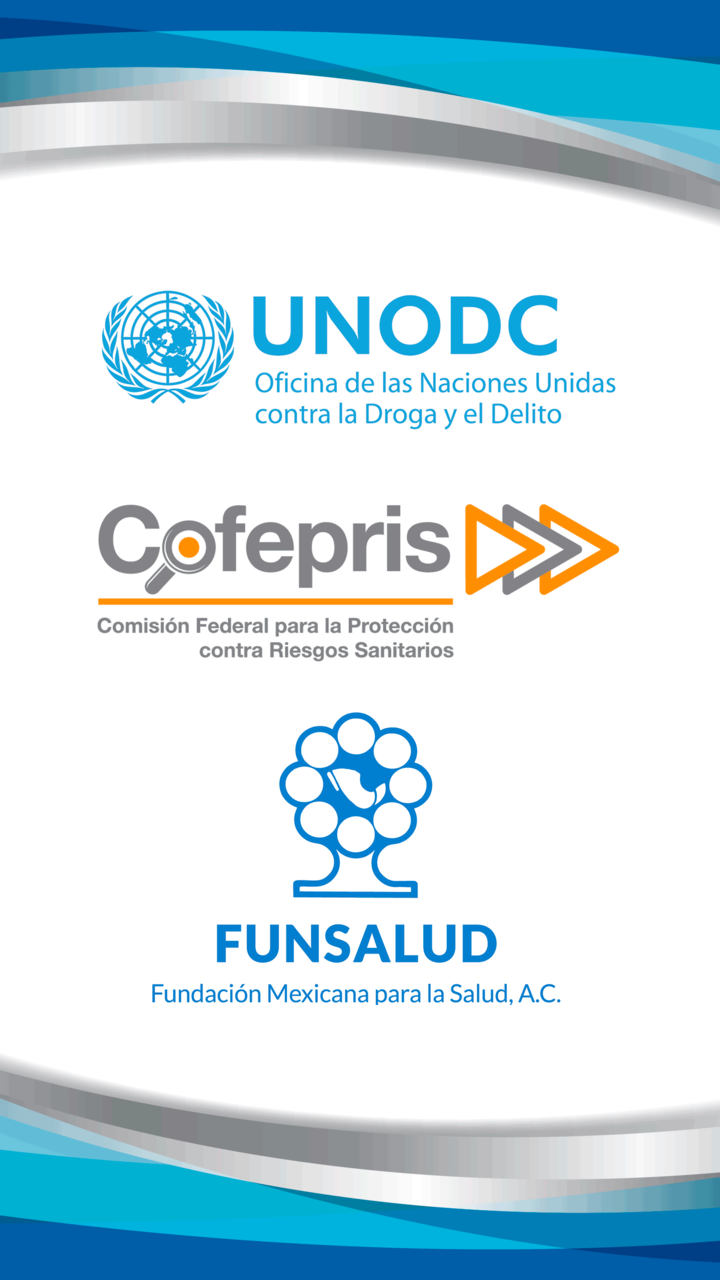 UNODC
Oficina de las Naciones Unidas
contra la Droga y el Delito
Cofepris
Comisión Federal para la Protección
contra Riesgos Sanitarios
FUNSALUD
Fundación Mexicana para la Salud, A.C.